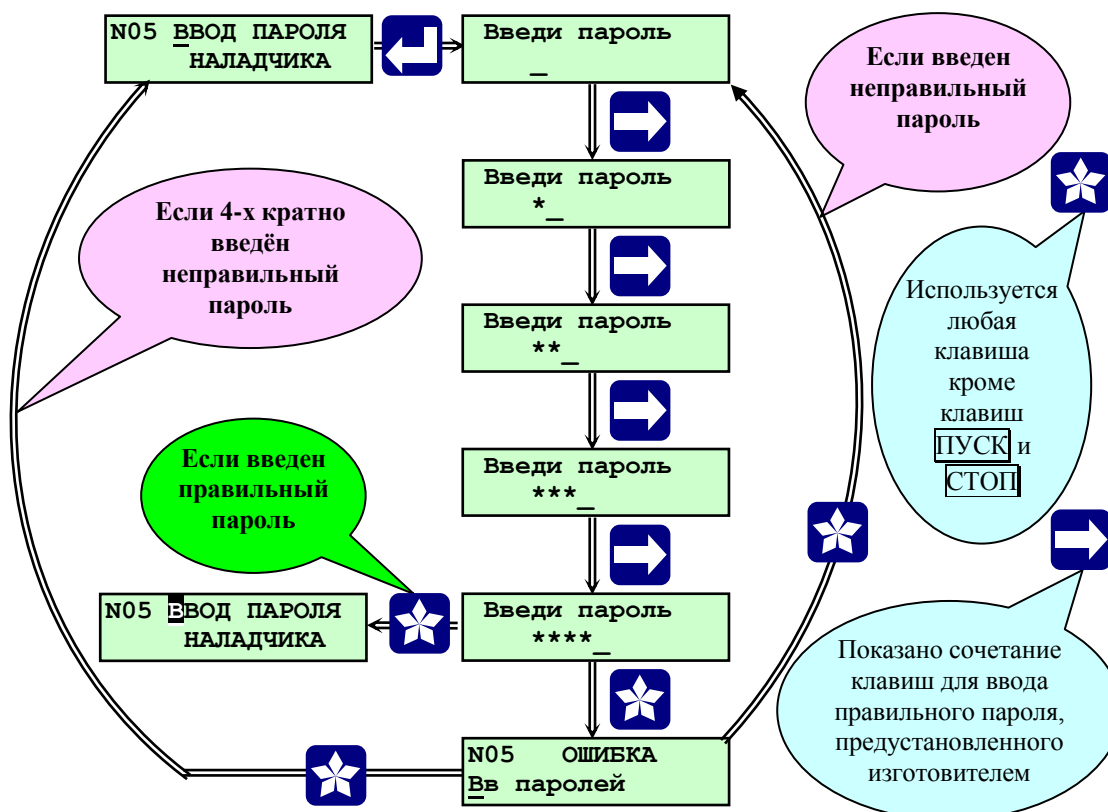 N05 ВВОД ПАРОЛЯ
НАЛАДЧИКА
Введи пароль
_
Если введен
неправильный
пароль
Введи пароль
*_
Если 4-х кратно
введён
неправильный
пароль
Используется
любая
клавиша
кроме
клавиш
ПУСК и
СТОП
Введи пароль
**_
Если введен
правильный
пароль
Введи пароль
***_
N05 ВВОД ПАРОЛЯ
НАЛАДЧИКА
Введи пароль
****_
Показано сочетание
клавиш для ввода
правильного пароля,
предустановленного
изготовителем
N05 ОШИБКА
Вв паролей